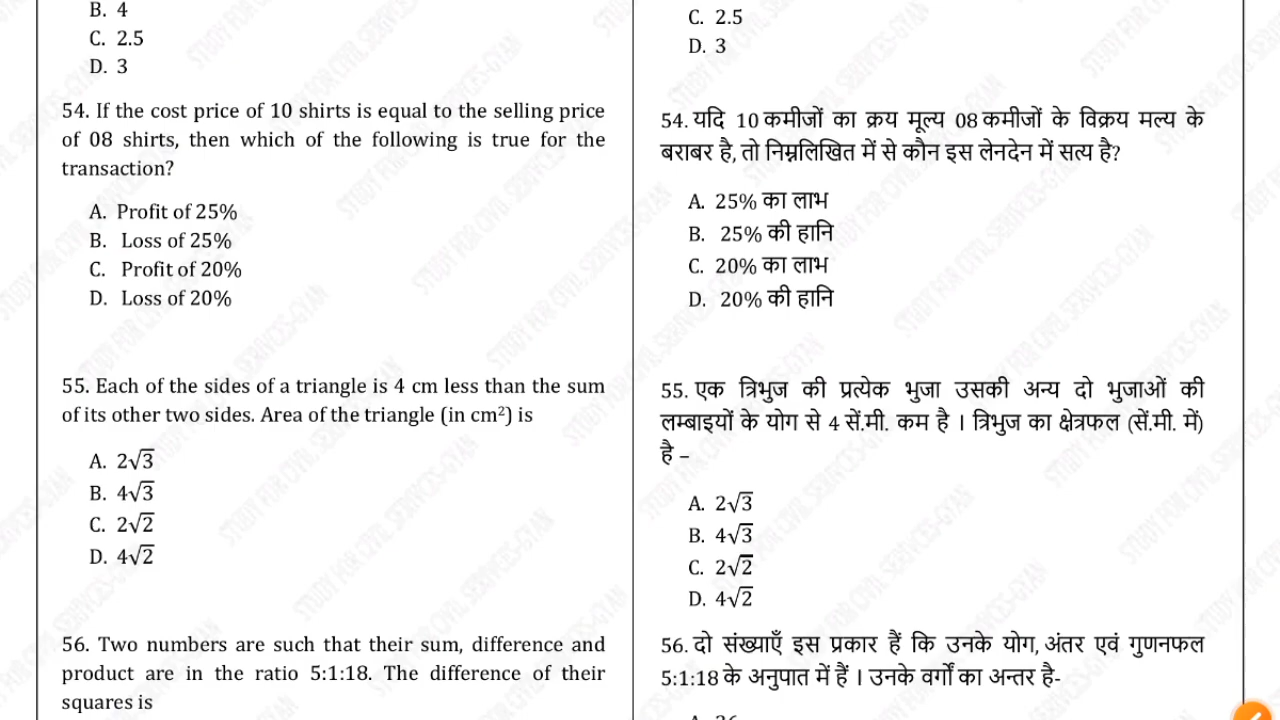 B. 4
C. 2.5
D. 3
54. If the cost price of 10 shirts is equal to the selling price
of 08 shirts, then which of the following is true for the
transaction?
A. Profit of 25%
B. Loss of 25%
C. Profit of 20%
D. Loss of 20%
55. Each of the sides of a triangle is 4 cm less than the sum
of its other two sides. Area of the triangle (in cm²) is
A. 2√3
B. 4√3
C. 2√2
D. 4√2
56. Two numbers are such that their sum, difference and
product are in the ratio 5:1:18. The difference of their
squares is
C. 2.5
D. 3
54. यदि 10 कमीजों का क्रय मूल्य 08 कमीजों के विक्रय मल्य के
बराबर है, तो निम्नलिखित में से कौन इस लेनदेन में सत्य है?
A. 25% का लाभ
B. 25% की हानि
C. 20% का लाभ
D. 20% की हानि
55. एक त्रिभुज की प्रत्येक भुजा उसकी अन्य दो भुजाओं की
लम्बाइयों के योग से 4 सें.मी. कम है । त्रिभुज का क्षेत्रफल (सें.मी. में)
है –
A. 2√3
B. 4√3
C. 2√2
D. 4√2
56. दो संख्याएँ इस प्रकार हैं कि उनके योग, अंतर एवं गुणनफल
5:1:18 के अनुपात में हैं । उनके वर्गों का अन्तर है-
STUDY FOR CIVIL SERVICES-GYAN